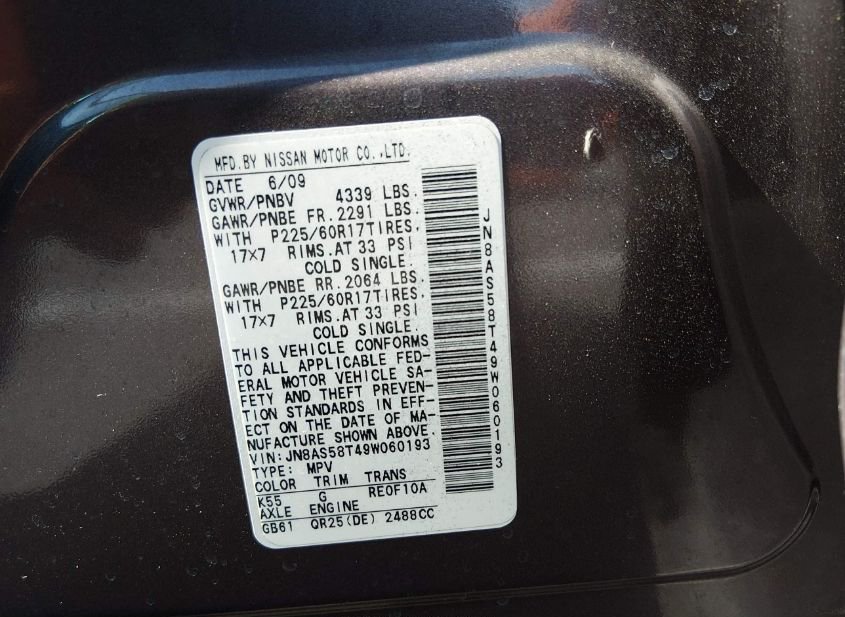 MFD.BY NISSAN MOTOR CO.,LTD.
DATE 6/09
GVWR/PNBV 4339 LBS.
GAWR/PNBE FR.2291 LBS.
WITH P225/60R17TIRES.
17×7 RIMS.AT 33 PSI
COLD SINGLE.
GAWR/PNBE RR.2064 LBS.
WITH P225/60R17TIRES.
17×7 RIMS.AT 33 PSI
COLD SINGLE.
THIS VEHICLE CONFORMS
TO ALL APPLICABLE FED-
ERAL MOTOR VEHICLE SA-
FETY AND THEFT PREVEN-
TION STANDARDS IN EFF-
ECT ON THE DATE OF MA-
NUFACTURE SHOWN ABOVE.
VIN:JN8AS58T49W060193
TYPE: MPV
COLOR TRIM TRANS
K55 G RE0F10A
AXLE ENGINE
GB61 QR25(DE) 2488CC
JN8AS58T49W060193